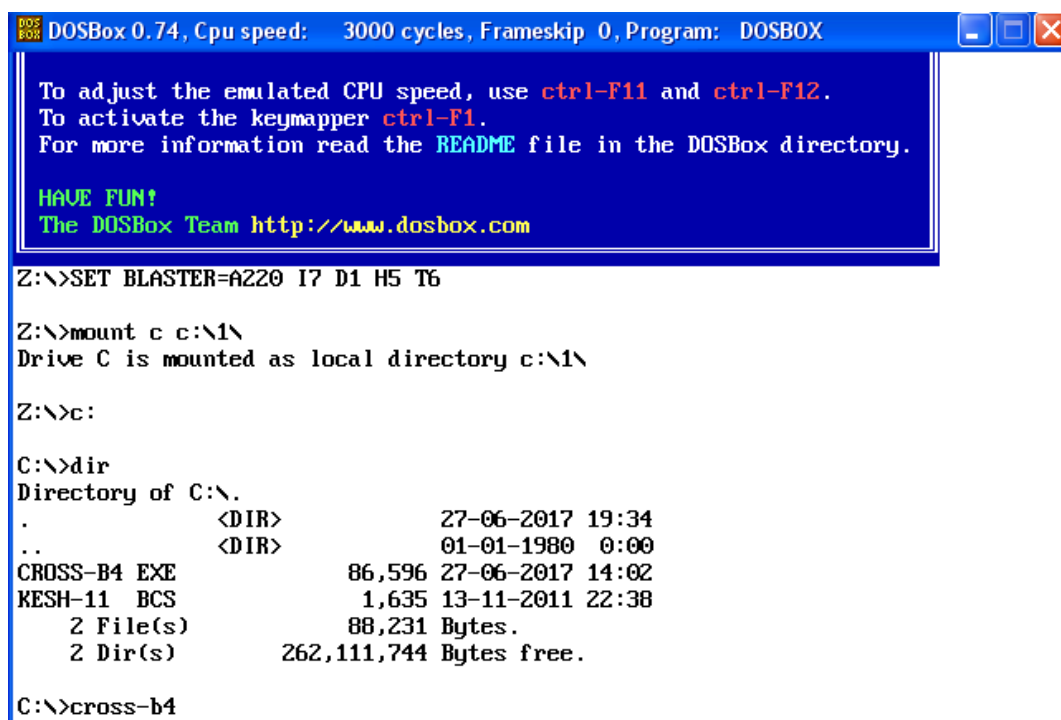 DOSBox 0.74, Cpu speed: 3000 cycles, Frameskip 0, Program: DOSBOX
To adjust the emulated CPU speed, use ctrl-F11 and ctrl-F12.
To activate the keymapper ctrl-F1.
For more information read the README file in the DOSBox directory.
HAVE FUN!
The DOSBox Team http://www.dosbox.com
Z:\>SET BLASTER=A220 I7 D1 H5 T6
Z:\>mount c c:\1\
Drive C is mounted as local directory c:\1\
Z:\>c:
C:\>dir
Directory of C:\.
. <DIR> 27-06-2017 19:34
.. <DIR> 01-01-1980 0:00
CROSS-B4 EXE 86,596 27-06-2017 14:02
KESH-11 BCS 1,635 13-11-2011 22:38
2 File(s) 88,231 Bytes.
2 Dir(s) 262,111,744 Bytes free.
C:\>cross-b4